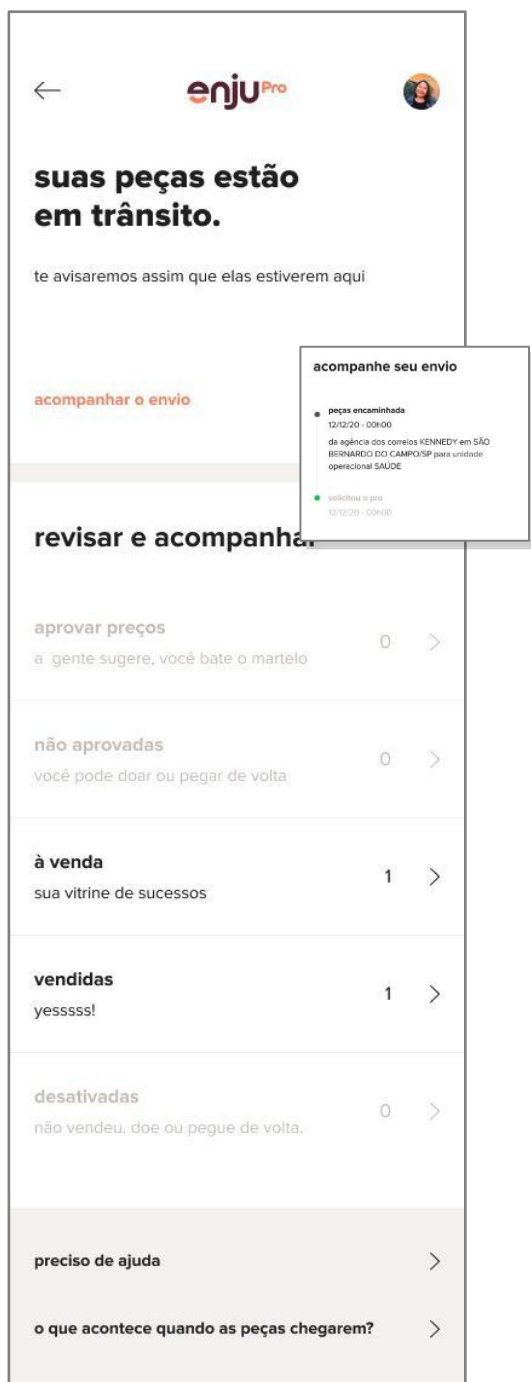 enjuPro
suas peças estão
em trânsito.
te avisaremos assim que elas estiverem aqui
acompanhar o envio
acompanhe seu envio
peças encaminhada
12/12/20 - 00h00
da agência dos correios KENNEDY em SÃO
BERNARDO DO CAMPO/SP para unidade
operacional SAÚDE
solicitou o pro
12/12/20 - 00h00
revisar e acompanhar
aprovar preços
a gente sugere, você bate o martelo
0
não aprovadas
você pode doar ou pegar de volta
0
à venda
sua vitrine de sucessos
1
vendidas
yesssss!
1
desativadas
não vendeu. doe ou pegue de volta.
0
preciso de ajuda
o que acontece quando as peças chegarem?